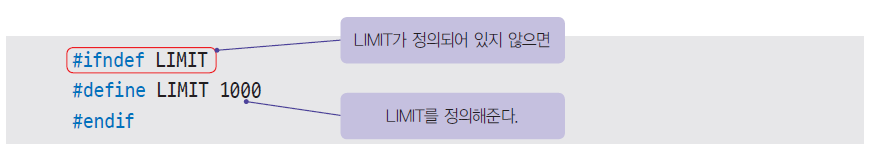 LIMIT가 정의되어 있지 않으면
#ifndef LIMIT
#define LIMIT 1000
LIMIT를 정의해준다.
#endif